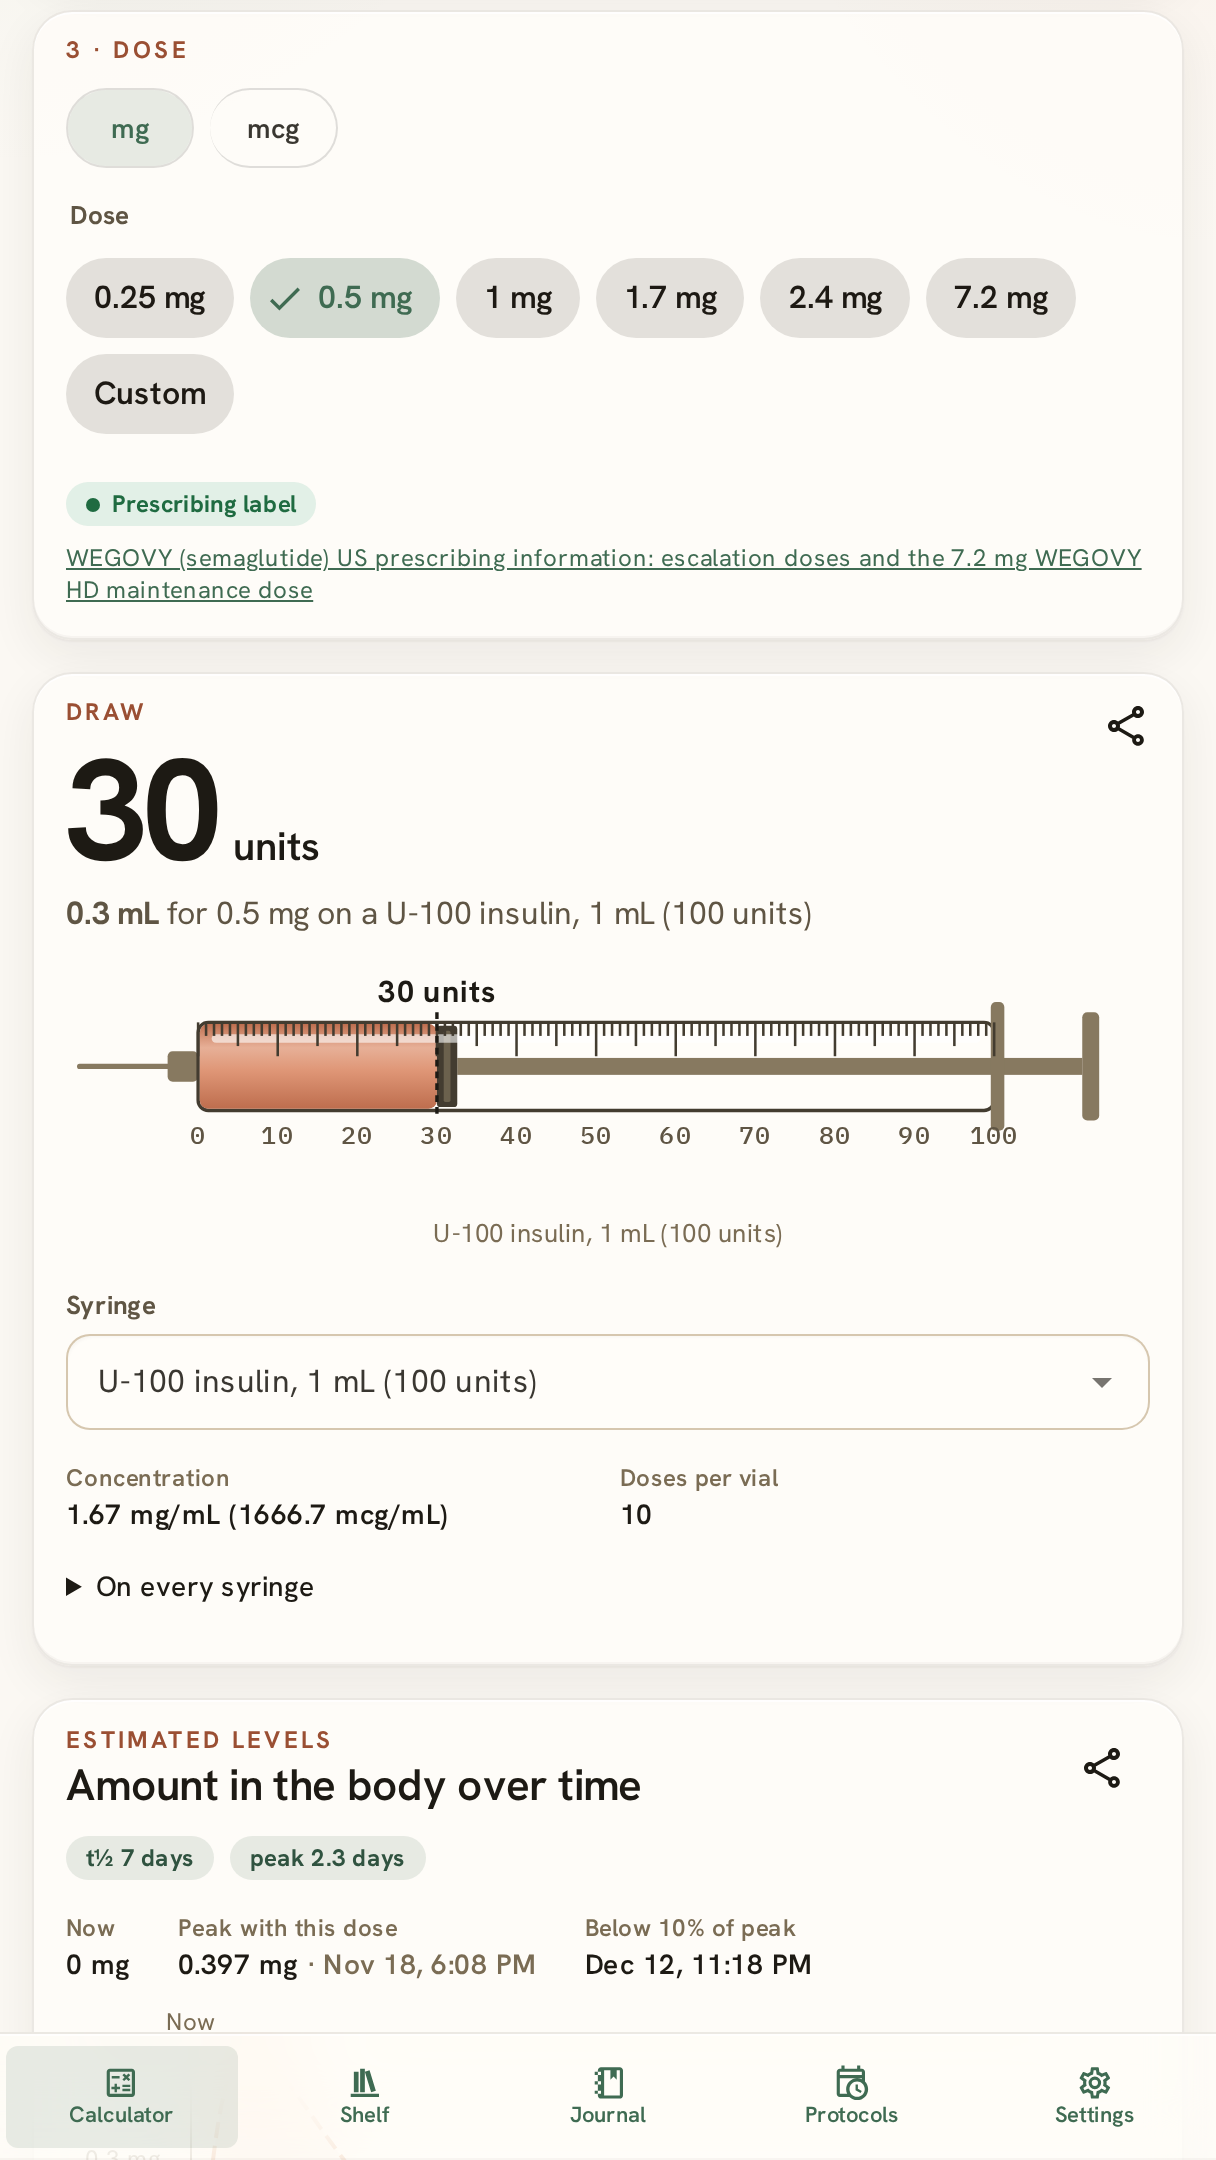 3 · DOSE
mg
mcg
Dose
0.25 mg
0.5 mg
1 mg
1.7 mg
2.4 mg
7.2 mg
Custom
Prescribing label
WEGOVY (semaglutide) US prescribing information: escalation doses and the 7.2 mg WEGOVY
HD maintenance dose
DRAW
30 units
0.3 mL for 0.5 mg on a U-100 insulin, 1 mL (100 units)
30 units
0 10 20 30 40 50 60 70 80 90 100
U-100 insulin, 1 mL (100 units)
Syringe
U-100 insulin, 1 mL (100 units)
Concentration
1.67 mg/mL (1666.7 mcg/mL)
Doses per vial
10
On every syringe
ESTIMATED LEVELS
Amount in the body over time
t½ 7 days
peak 2.3 days
Now
0 mg
Peak with this dose
0.397 mg · Nov 18, 6:08 PM
Below 10% of peak
Dec 12, 11:18 PM
Now
0.3 mg
Calculator
Shelf
Journal
Protocols
Settings